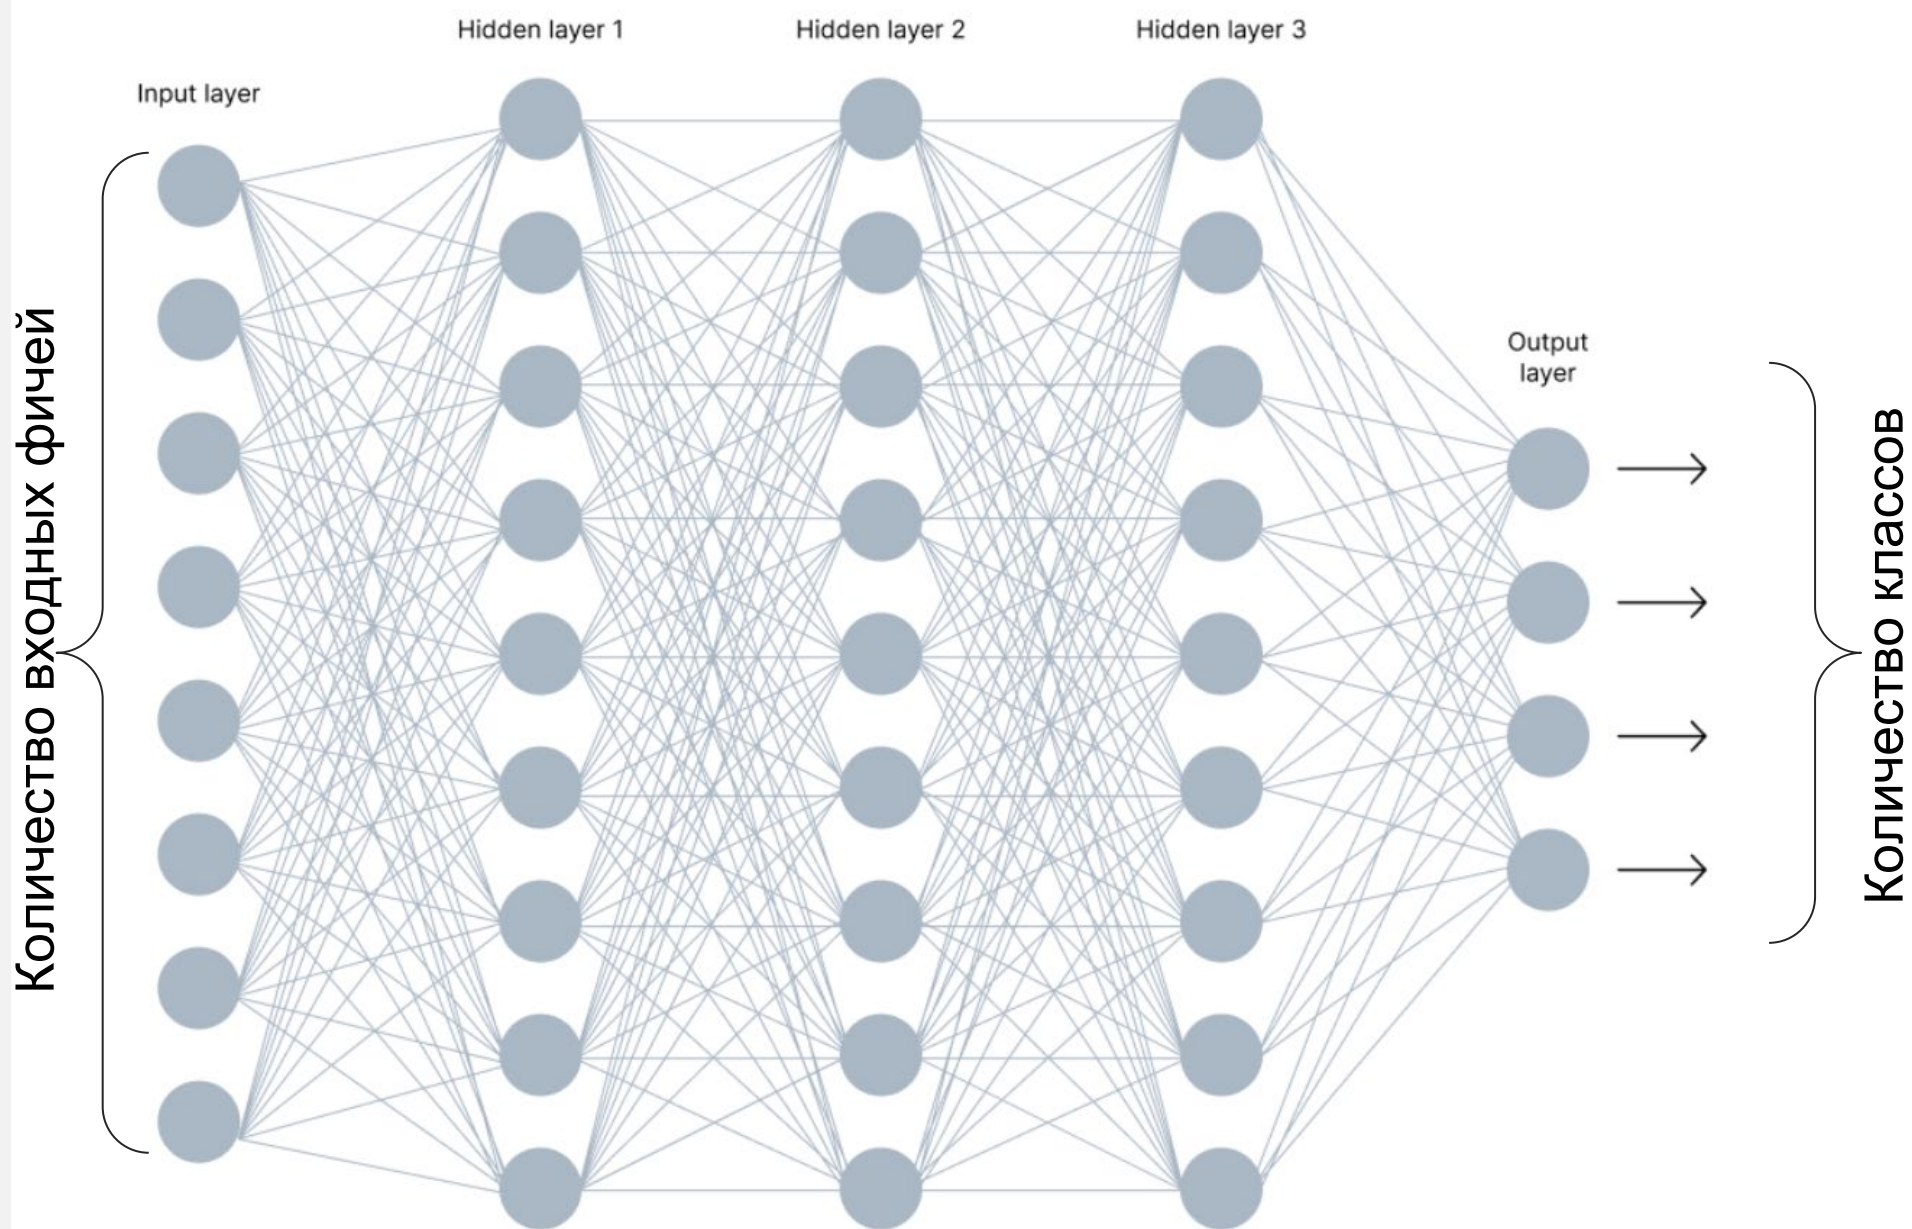 Hidden layer 1
Hidden layer 2
Hidden layer 3
Input layer
Output
layer
Количество входных фичей
Количество классов